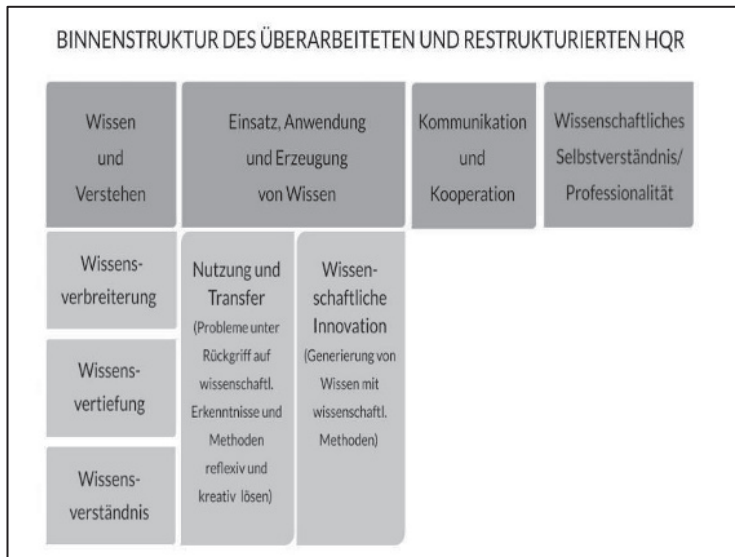 BINNENSTRUKTUR DES ÜBERARBEITETEN UND RESTRUKTURIERTEN HQR
Wissen
und
Verstehen
Einsatz, Anwendung
und Erzeugung
von Wissen
Kommunikation
und
Kooperation
Wissenschaftliches
Selbstverständnis/
Professionalität
Wissens-
verbreiterung
Wissens-
vertiefung
Wissens-
verständnis
Nutzung und
Transfer
(Probleme unter
Rückgriff auf
wissenschaftl.
Erkenntnisse und
Methoden
reflexiv und
kreativ lösen)
Wissen-
schaftliche
Innovation
(Generierung von
Wissen mit
wissenschaftl.
Methoden)